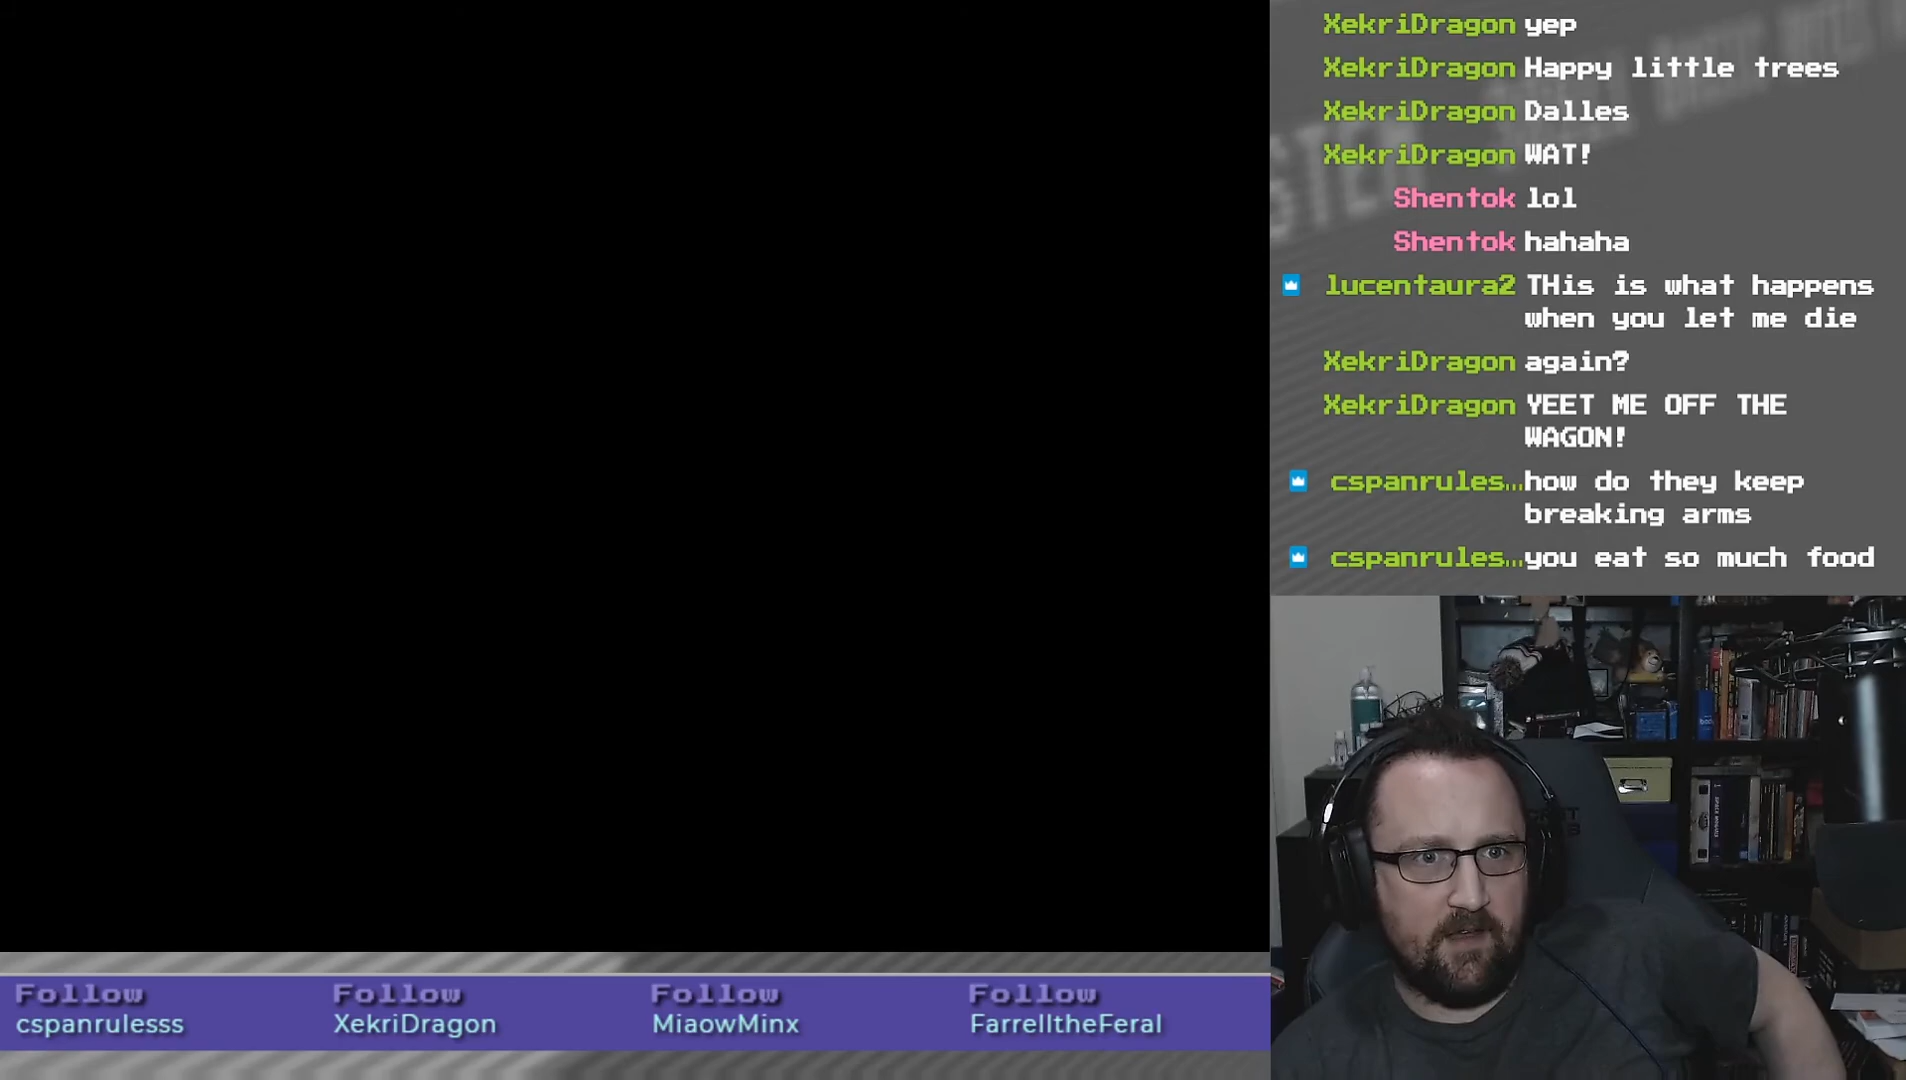 XekriDragon yep
XekriDragon Happy little trees
XekriDragon Dalles
XekriDragon WAT!
Shentok lol
Shentok hahaha
lucentaura2 THis is what happens
when you let me die
XekriDragon again?
XekriDragon YEET ME OFF THE
WAGON!
cspanrules... how do they keep
breaking arms
cspanrules... you eat so much food
Follow Follow Follow Follow
cspanrulesss XekriDragon MiaowMinx FarrelltheFeral